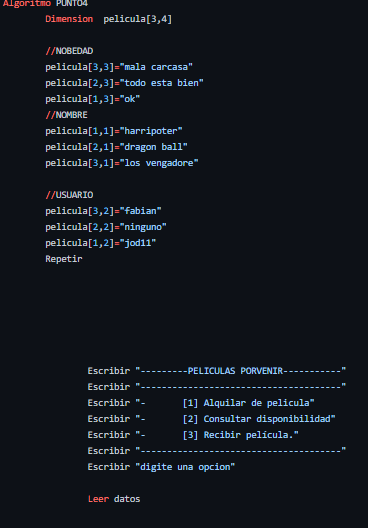 Algoritmo PUNTO4
Dimension pelicula[3,4]
//NOBEDAD
pelicula[3,3]="mala carcasa"
pelicula[2,3]="todo esta bien"
pelicula[1,3]="ok"
//NOMBRE
pelicula[1,1]="harripoter"
pelicula[2,1]="dragon ball"
pelicula[3,1]="los vengadore"
//USUARIO
pelicula[3,2]="fabian"
pelicula[2,2]="ninguno"
pelicula[1,2]="jod11"
Repetir
Escribir "---------PELICULAS PORVENIR-----------"
Escribir "--------------------------------------"
Escribir "-       [1] Alquilar de pelicula"
Escribir "-       [2] Consultar disponibilidad"
Escribir "-       [3] Recibir película."
Escribir "--------------------------------------"
Escribir "digite una opcion"
Leer datos